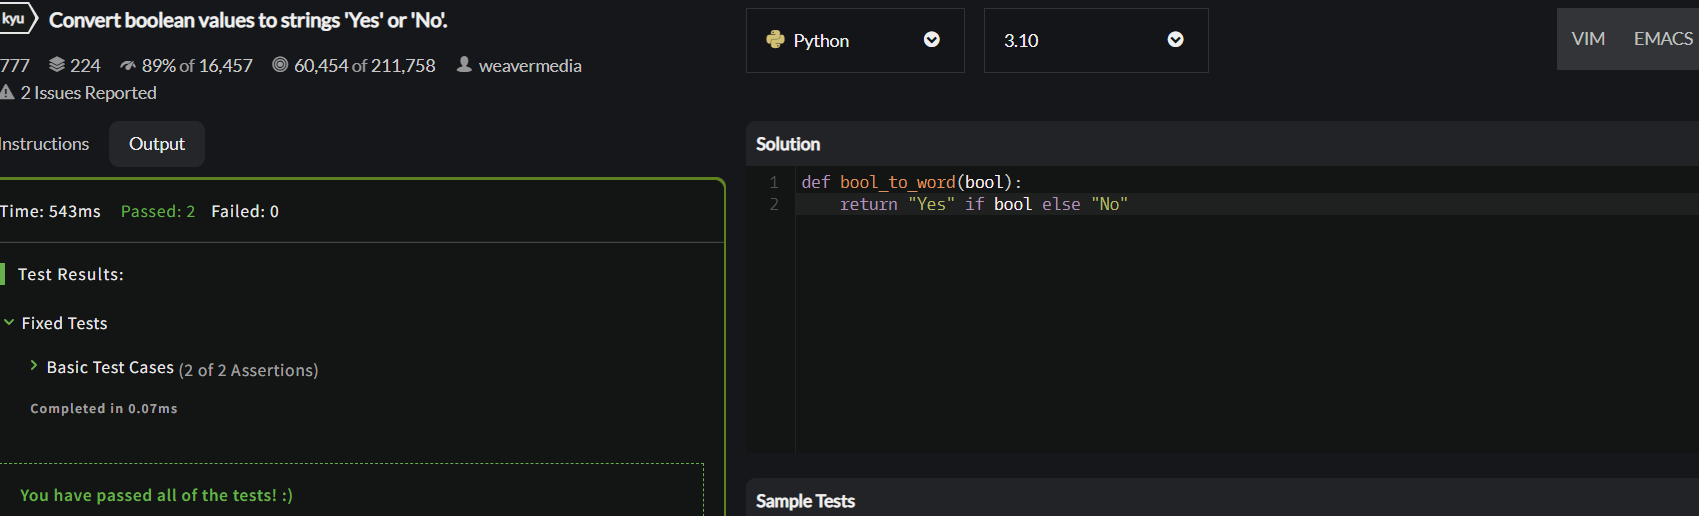 kyu Convert boolean values to strings 'Yes' or 'No'.
777 224 89% of 16,457 60,454 of 211,758 weavermedia
2 Issues Reported
Instructions Output
Time: 543ms Passed: 2 Failed: 0
Test Results:
Fixed Tests
Basic Test Cases (2 of 2 Assertions)
Completed in 0.07ms
You have passed all of the tests! :)
Python 3.10 VIM EMACS
Solution
1 def bool_to_word(bool):
2     return "Yes" if bool else "No"
Sample Tests